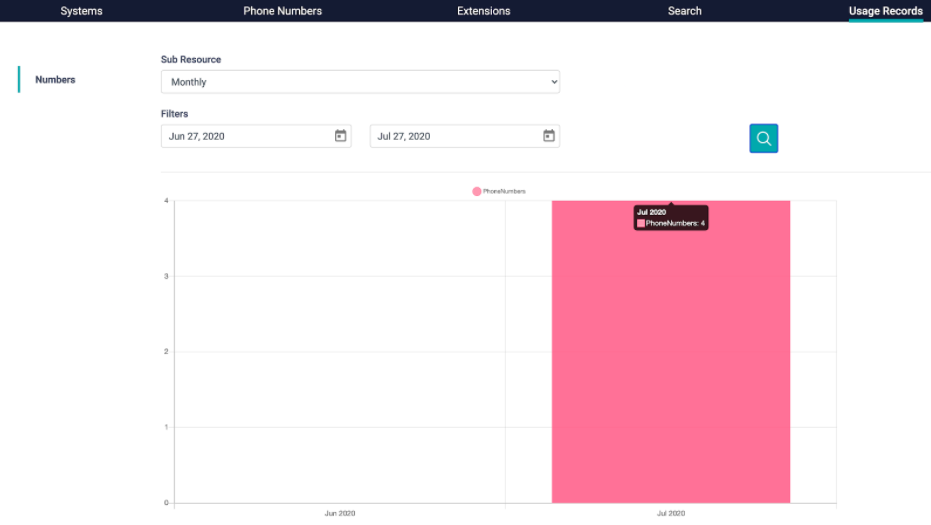 Systems Phone Numbers Extensions Search Usage Records
Sub Resource
Numbers
Monthly
Filters
Jun 27, 2020 Jul 27, 2020
PhoneNumbers
4
Jul 2020
PhoneNumbers: 4
3
2
1
0
Jun 2020 Jul 2020